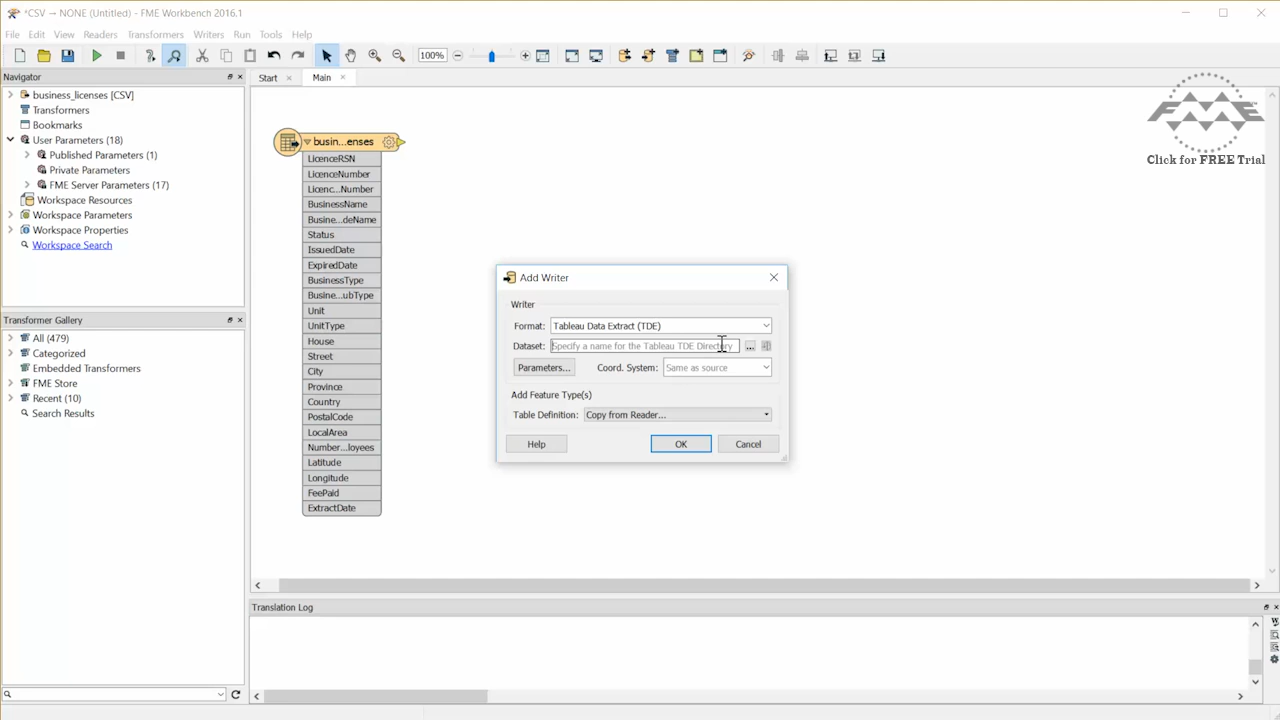 *CSV → NONE (Untitled) - FME Workbench 2016.1
File Edit View Readers Transformers Writers Run Tools Help
100%
Navigator
Start
Main
business_licenses [CSV]
Transformers
Bookmarks
User Parameters (18)
Published Parameters (1)
Private Parameters
FME Server Parameters (17)
Workspace Resources
Workspace Parameters
Workspace Properties
Workspace Search
Transformer Gallery
All (479)
Categorized
Embedded Transformers
FME Store
Recent (10)
Search Results
busin...enses
LicenceRSN
LicenceNumber
Licenc...Number
BusinessName
Busine...deName
Status
IssuedDate
ExpiredDate
BusinessType
Busine...ubType
Unit
UnitType
House
Street
City
Province
Country
PostalCode
LocalArea
Number...loyees
Latitude
Longitude
FeePaid
ExtractDate
Add Writer
Writer
Format: Tableau Data Extract (TDE)
Dataset: Specify a name for the Tableau TDE Directory ...
Parameters... Coord. System: Same as source
Add Feature Type(s)
Table Definition: Copy from Reader...
Help OK Cancel
FME
Click for FREE Trial
Translation Log